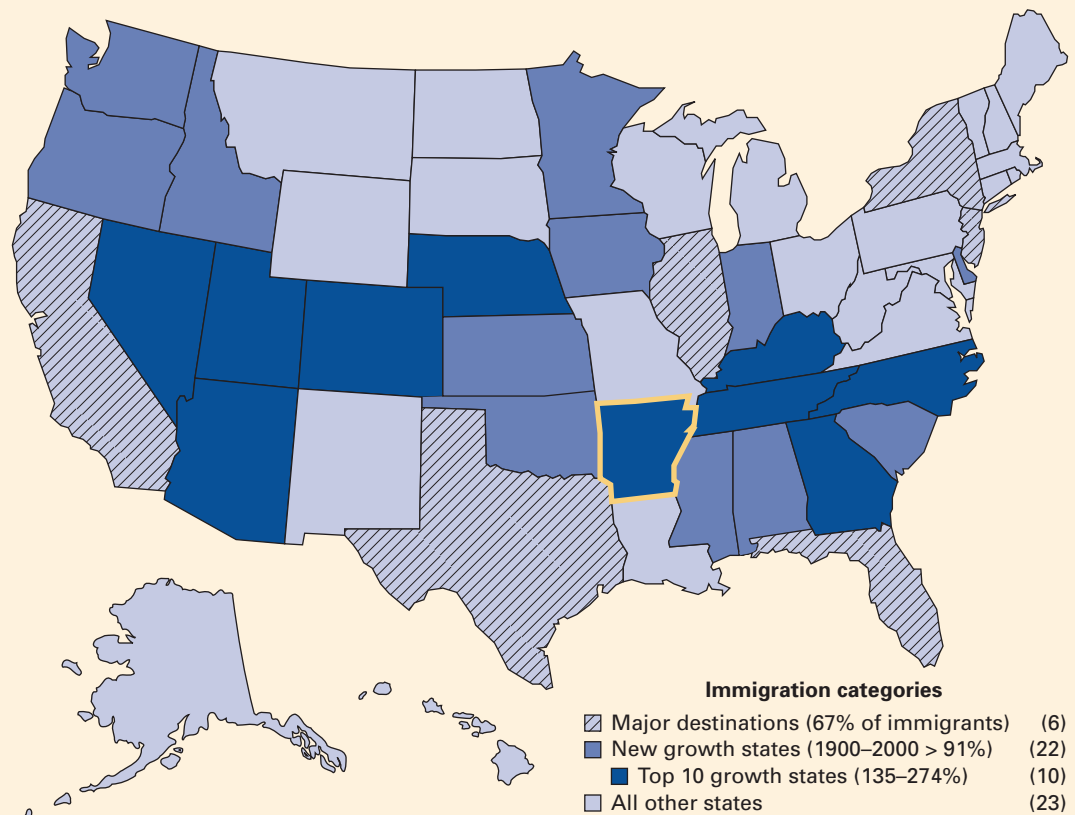 Immigration categories
Major destinations (67% of immigrants) (6)
New growth states (1900–2000 > 91%) (22)
Top 10 growth states (135–274%) (10)
All other states (23)